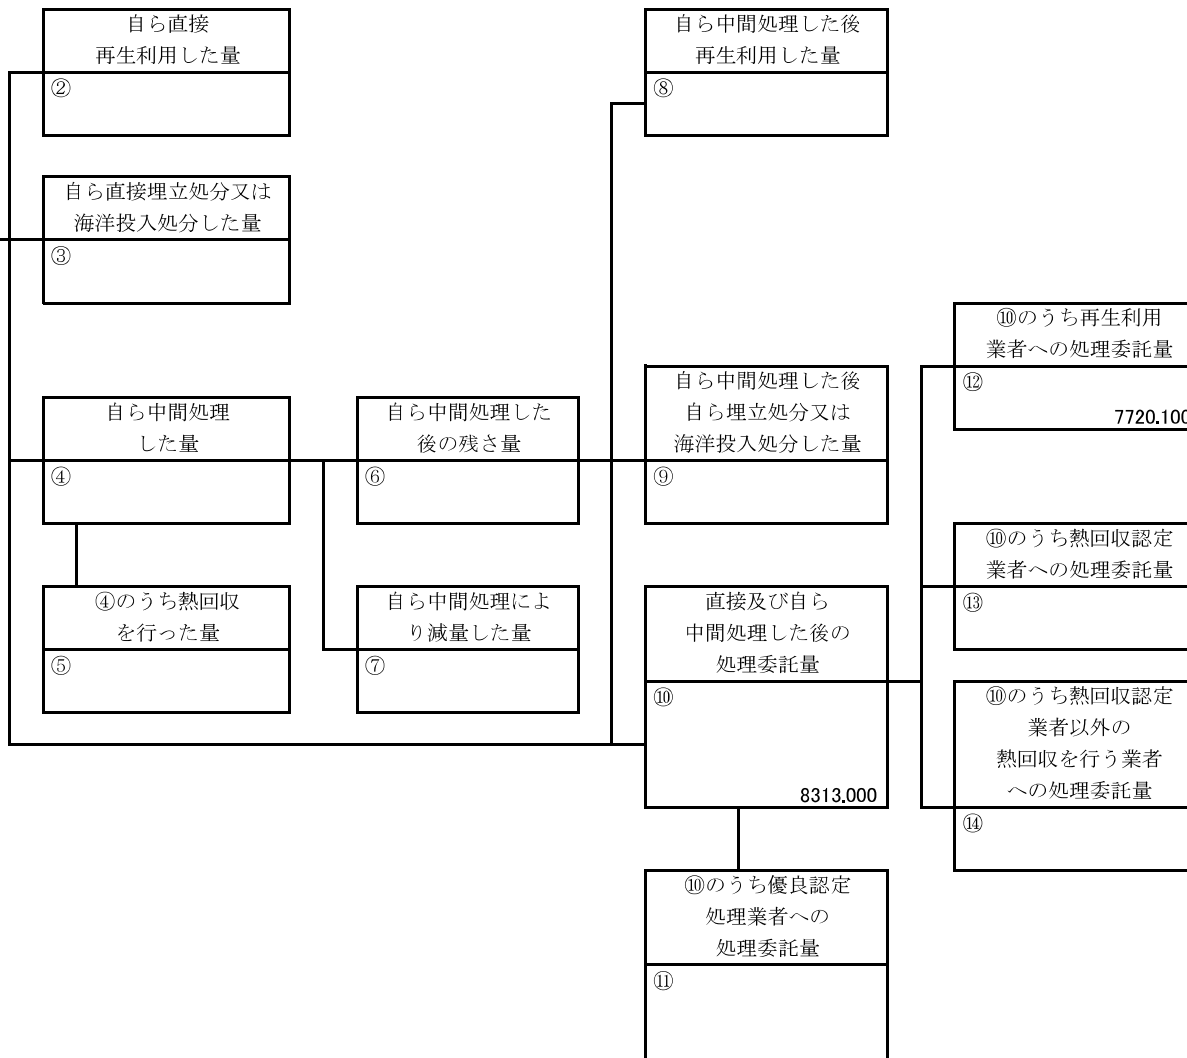 自ら直接
再生利用した量
②
自ら中間処理した後
再生利用した量
⑧
自ら直接埋立処分又は
海洋投入処分した量
③
⑩のうち再生利用
業者への処理委託量
⑫
7720.100
自ら中間処理
した量
④
自ら中間処理した
後の残さ量
⑥
自ら中間処理した後
自ら埋立処分又は
海洋投入処分した量
⑨
⑩のうち熱回収認定
業者への処理委託量
⑬
④のうち熱回収
を行った量
⑤
自ら中間処理によ
り減量した量
⑦
直接及び自ら
中間処理した後の
処理委託量
⑩
8313.000
⑩のうち熱回収認定
業者以外の
熱回収を行う業者
への処理委託量
⑭
⑩のうち優良認定
処理業者への
処理委託量
⑪